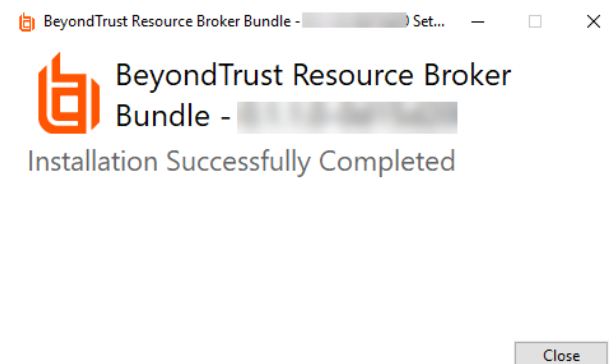 BeyondTrust Resource Broker Bundle - ) Set...
BeyondTrust Resource Broker
Bundle -
Installation Successfully Completed
Close